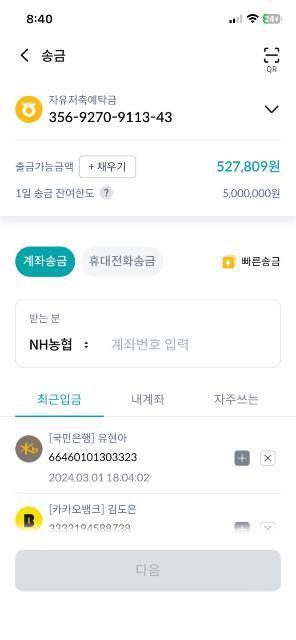 8:40
24
송금
QR
자유저축예탁금
356-9270-9113-43
출금가능금액 + 채우기 527,809원
1일 송금 잔여한도 ? 5,000,000원
계좌송금 휴대전화송금 빠른송금
받는 분
NH농협 계좌번호 입력
최근입금 내계좌 자주쓰는
[국민은행] 유현아
66460101303323
2024.03.01 18:04:02
[카카오뱅크] 김도은
3333194588738
다음